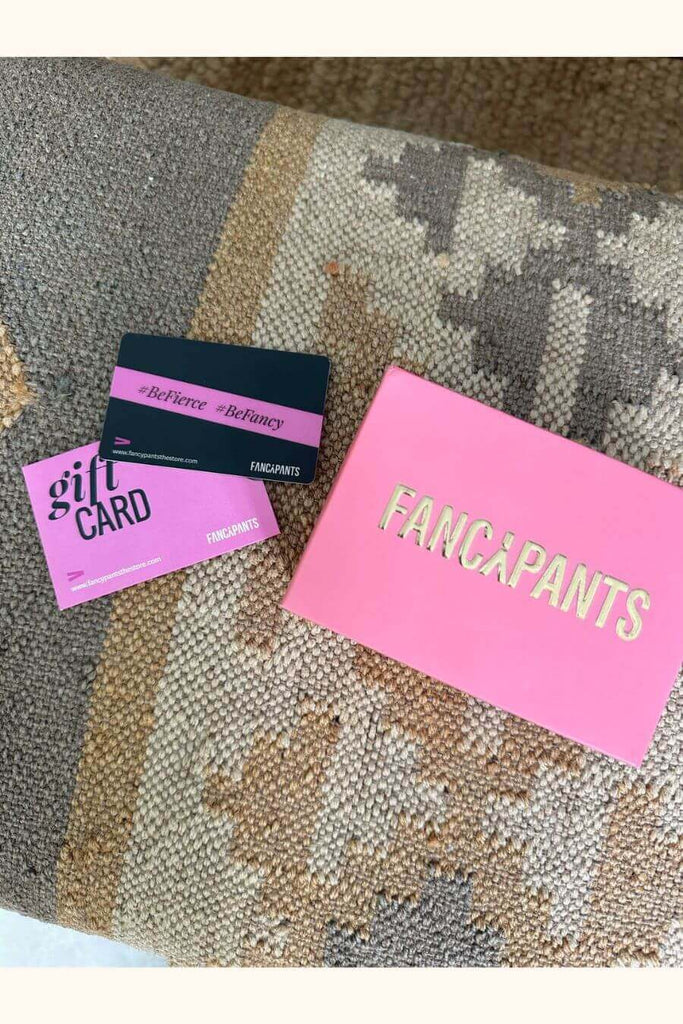 #BeFierce #BeFancy
www.fancypantsthestore.com
FANCYPANTS
gift
CARD
FANCYPANTS
www.fancypantsthestore.com
FANCYPANTS